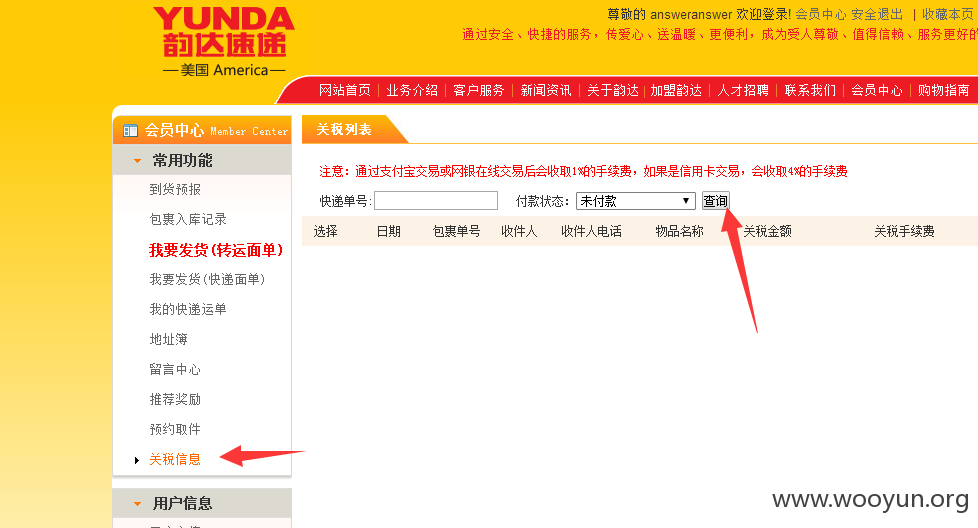 YUNDA
韵达速递
美国 America
尊敬的 answeranswer 欢迎登录! 会员中心 安全退出 | 收藏本页
通过安全、快捷的服务，传爱心、送温暖、更便利，成为受人尊敬、值得信赖、服务更好的
网站首页 业务介绍 客户服务 新闻资讯 关于韵达 加盟韵达 人才招聘 联系我们 会员中心 购物指南
会员中心 Member Center
常用功能
到货预报
包裹入库记录
我要发货(转运面单)
我要发货(快递面单)
我的快递运单
地址簿
留言中心
推荐奖励
预约取件
关税信息
用户信息
关税列表
注意：通过支付宝交易或网银在线交易后会收取1%的手续费，如果是信用卡交易，会收取4%的手续费
快递单号: 付款状态: 未付款 查询
选择 日期 包裹单号 收件人 收件人电话 物品名称 关税金额 关税手续费
www.wooyun.org